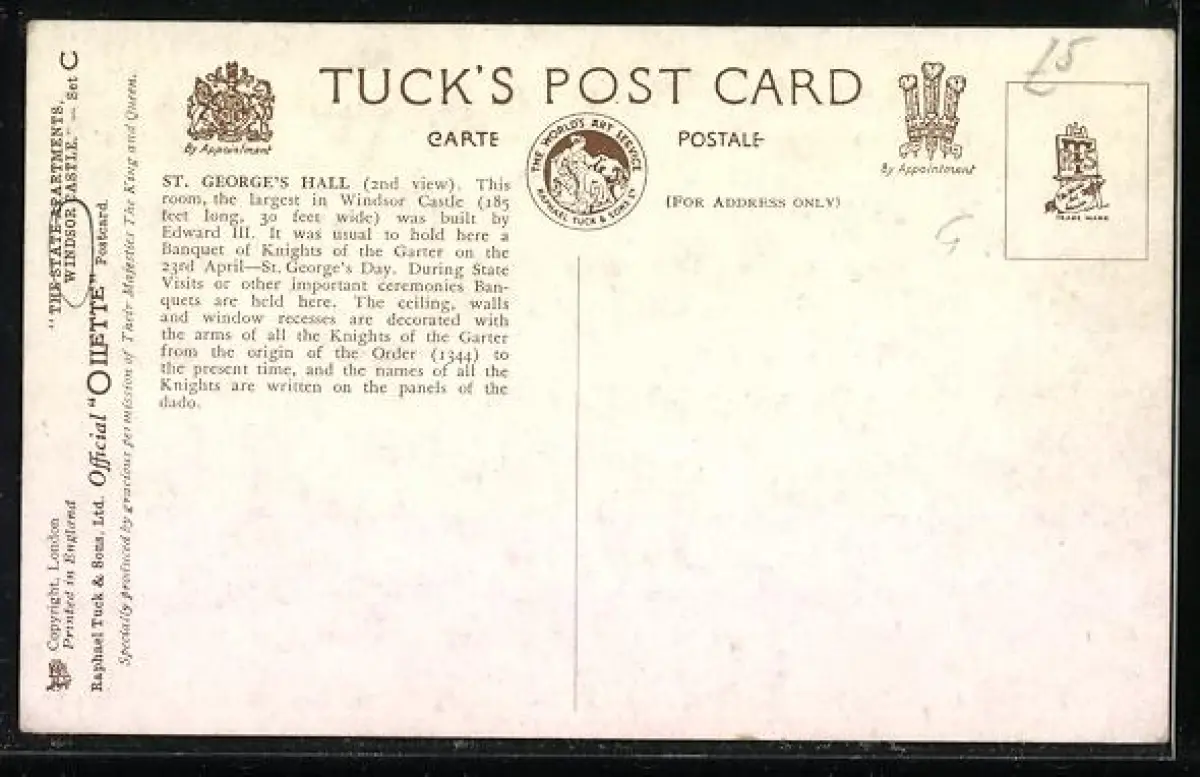 TUCK'S POST CARD
CARTE POSTALE
By Appointment
THE WORLD'S ART SERVICE
RAPHAEL TUCK & SONS LD
By Appointment
£5
(FOR ADDRESS ONLY)
TRADE MARK
ST. GEORGE'S HALL (2nd view). This
room, the largest in Windsor Castle (185
feet long, 30 feet wide) was built by
Edward III. It was usual to hold here a
Banquet of Knights of the Garter on the
23rd April—St. George's Day. During State
Visits or other important ceremonies Ban-
quets are held here. The ceiling, walls
and window recesses are decorated with
the arms of all the Knights of the Garter
from the origin of the Order (1344) to
the present time, and the names of all the
Knights are written on the panels of the
dado.
"THE STATE APARTMENTS,
WINDSOR CASTLE." — Set C
Copyright, London
Printed in England
Raphael Tuck & Sons, Ltd. Official "OILETTE" Postcard.
Specially produced by gracious permission of Their Majesties The King and Queen.